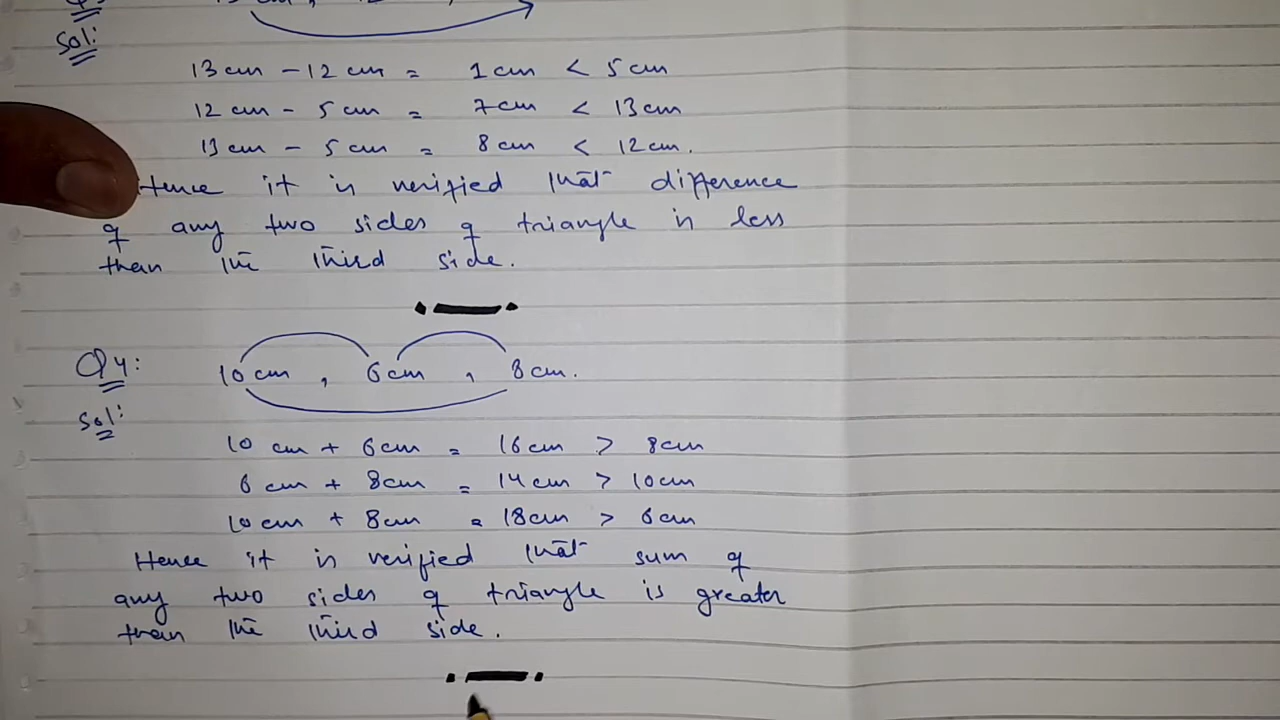 Sol:
13 cm - 12 cm = 1 cm < 5 cm
12 cm - 5 cm = 7 cm < 13 cm
13 cm - 5 cm = 8 cm < 12 cm.
Hence it is verified that difference
of any two sides of triangle is less
than the third side.
Q4: 10 cm , 6 cm , 8 cm.
Sol:
10 cm + 6 cm = 16 cm > 8 cm
6 cm + 8 cm = 14 cm > 10 cm
10 cm + 8 cm = 18 cm > 6 cm
Hence it is verified that sum of
any two sides of triangle is greater
than the third side.